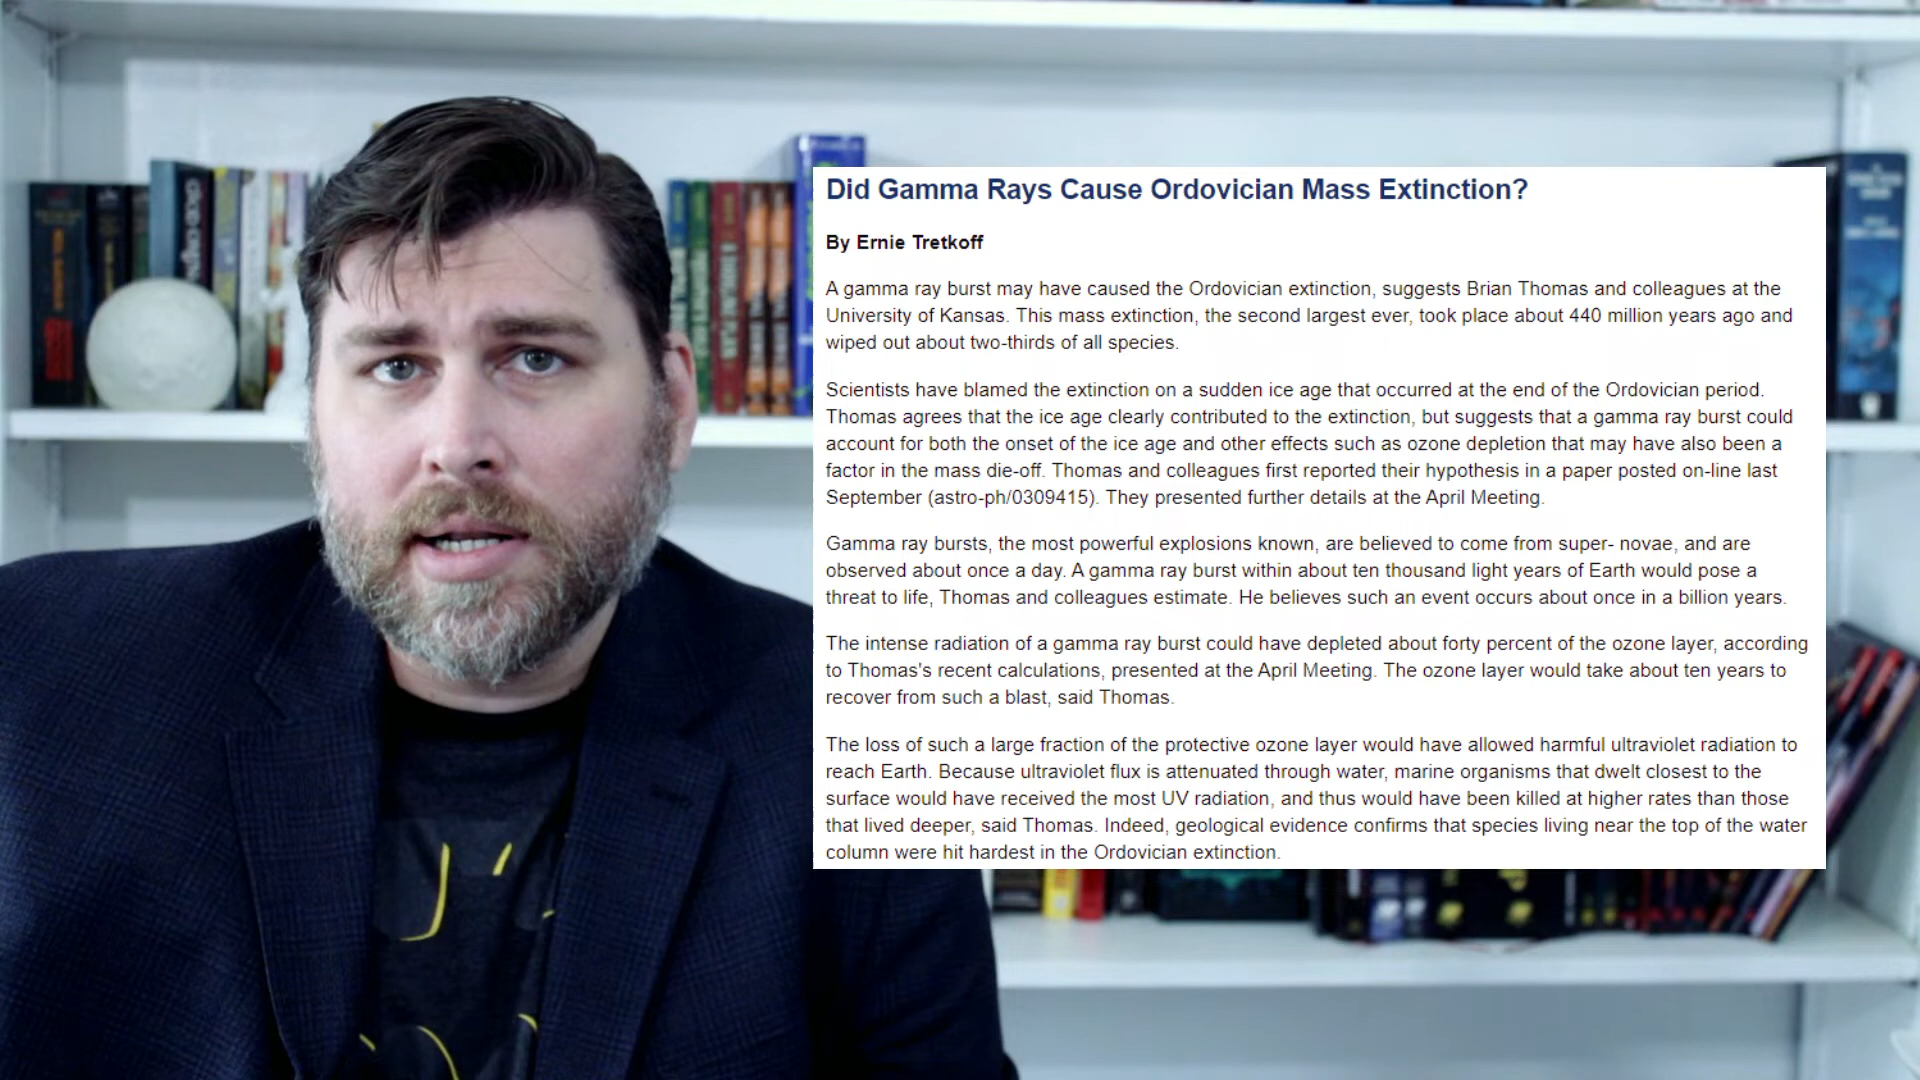 Did Gamma Rays Cause Ordovician Mass Extinction?
By Ernie Tretkoff
A gamma ray burst may have caused the Ordovician extinction, suggests Brian Thomas and colleagues at the
University of Kansas. This mass extinction, the second largest ever, took place about 440 million years ago and
wiped out about two-thirds of all species.
Scientists have blamed the extinction on a sudden ice age that occurred at the end of the Ordovician period.
Thomas agrees that the ice age clearly contributed to the extinction, but suggests that a gamma ray burst could
account for both the onset of the ice age and other effects such as ozone depletion that may have also been a
factor in the mass die-off. Thomas and colleagues first reported their hypothesis in a paper posted on-line last
September (astro-ph/0309415). They presented further details at the April Meeting.
Gamma ray bursts, the most powerful explosions known, are believed to come from super- novae, and are
observed about once a day. A gamma ray burst within about ten thousand light years of Earth would pose a
threat to life, Thomas and colleagues estimate. He believes such an event occurs about once in a billion years.
The intense radiation of a gamma ray burst could have depleted about forty percent of the ozone layer, according
to Thomas's recent calculations, presented at the April Meeting. The ozone layer would take about ten years to
recover from such a blast, said Thomas.
The loss of such a large fraction of the protective ozone layer would have allowed harmful ultraviolet radiation to
reach Earth. Because ultraviolet flux is attenuated through water, marine organisms that dwelt closest to the
surface would have received the most UV radiation, and thus would have been killed at higher rates than those
that lived deeper, said Thomas. Indeed, geological evidence confirms that species living near the top of the water
column were hit hardest in the Ordovician extinction.